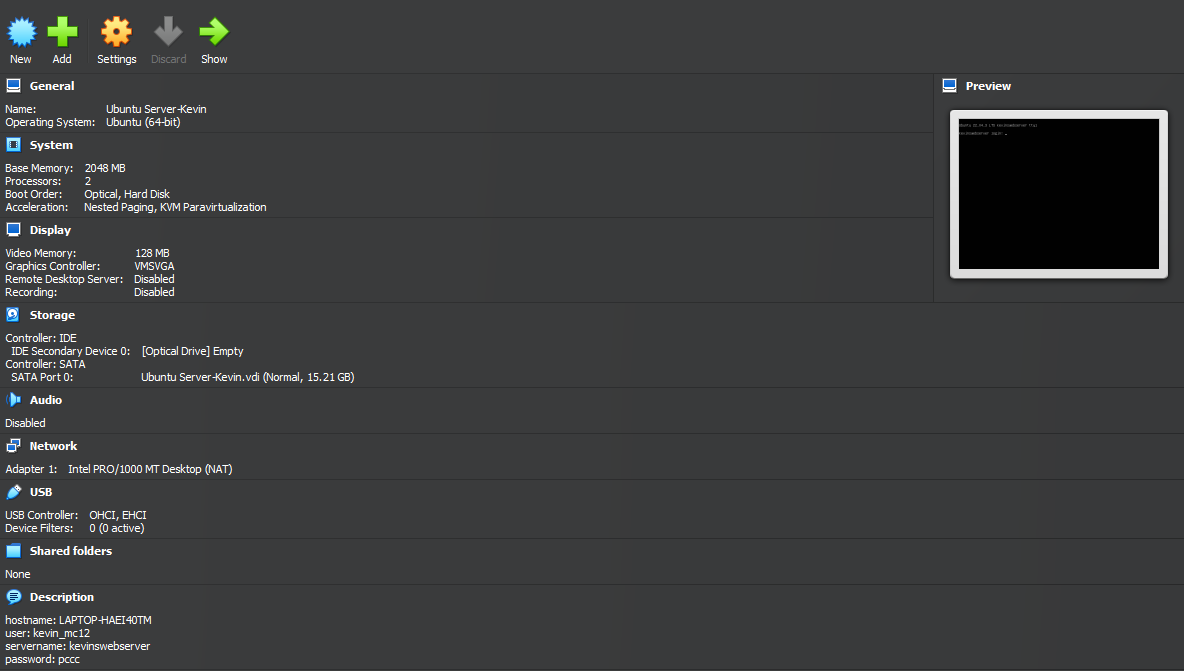 New Add Settings Discard Show
General
Name: Ubuntu Server-Kevin
Operating System: Ubuntu (64-bit)
Preview
System
Base Memory: 2048 MB
Processors: 2
Boot Order: Optical, Hard Disk
Acceleration: Nested Paging, KVM Paravirtualization
Display
Video Memory: 128 MB
Graphics Controller: VMSVGA
Remote Desktop Server: Disabled
Recording: Disabled
Storage
Controller: IDE
IDE Secondary Device 0: [Optical Drive] Empty
Controller: SATA
SATA Port 0: Ubuntu Server-Kevin.vdi (Normal, 15.21 GB)
Audio
Disabled
Network
Adapter 1: Intel PRO/1000 MT Desktop (NAT)
USB
USB Controller: OHCI, EHCI
Device Filters: 0 (0 active)
Shared folders
None
Description
hostname: LAPTOP-HAEI40TM
user: kevin_mc12
servername: kevinswebserver
password: pccc